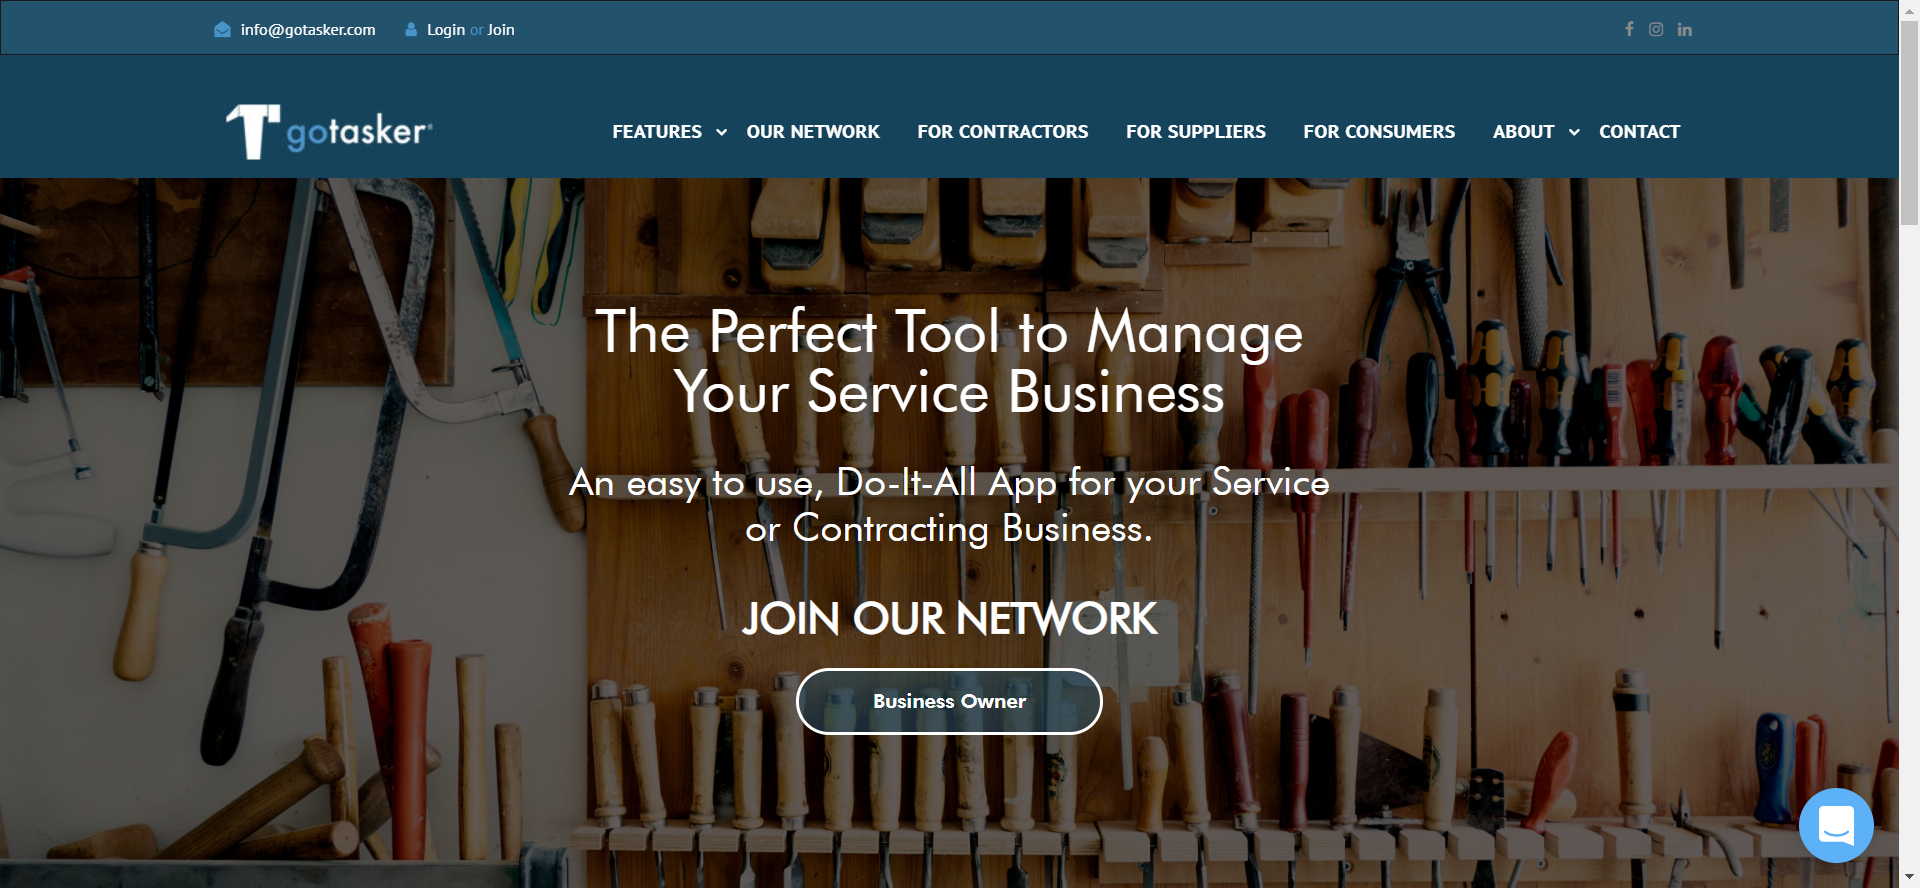 info@gotasker.com Login or Join
gotasker
FEATURES OUR NETWORK FOR CONTRACTORS FOR SUPPLIERS FOR CONSUMERS ABOUT CONTACT
The Perfect Tool to Manage
Your Service Business
An easy to use, Do-It-All App for your Service
or Contracting Business.
JOIN OUR NETWORK
Business Owner